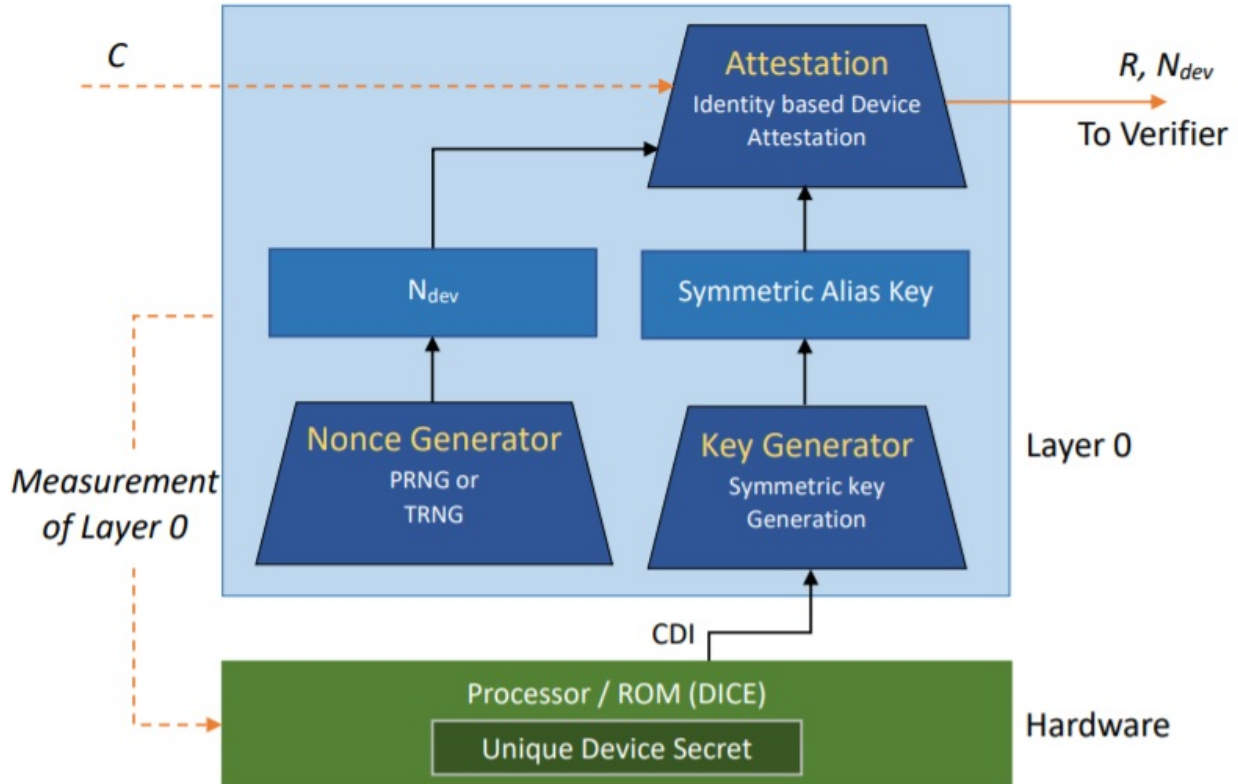 C
Attestation
Identity based Device
Attestation
R, Ndev
To Verifier
Ndev
Symmetric Alias Key
Nonce Generator
PRNG or
TRNG
Key Generator
Symmetric key
Generation
Layer 0
Measurement
of Layer 0
CDI
Processor / ROM (DICE)
Unique Device Secret
Hardware